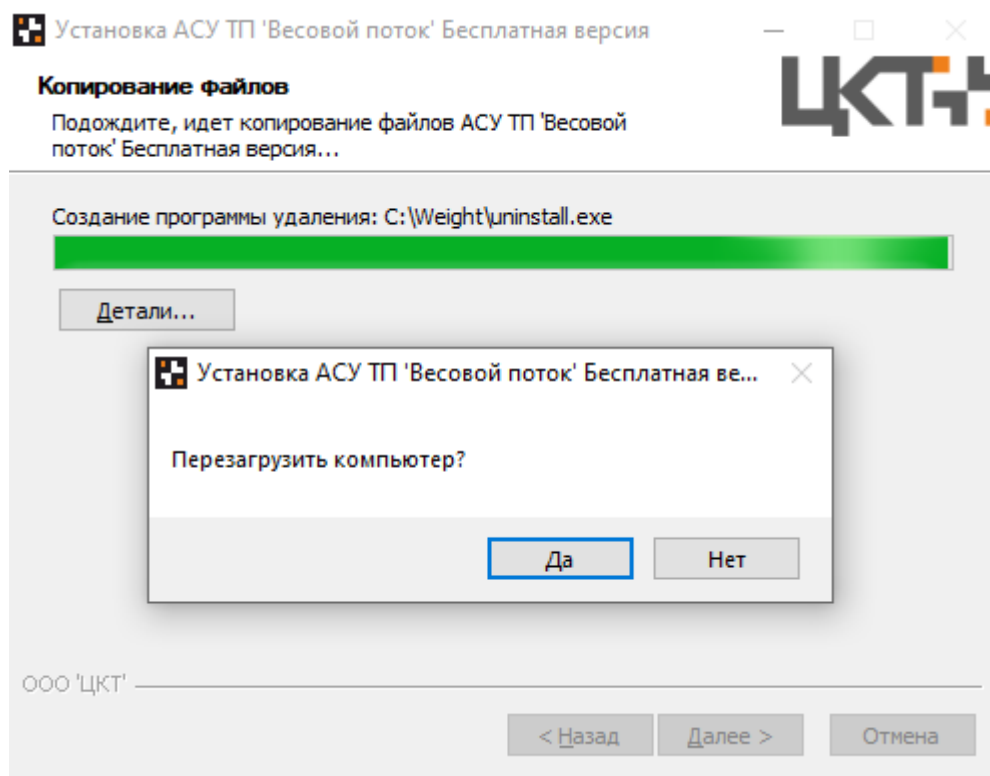 Установка АСУ ТП 'Весовой поток' Бесплатная версия
Копирование файлов
Подождите, идет копирование файлов АСУ ТП 'Весовой
поток' Бесплатная версия...
ЦКТ
Создание программы удаления: C:\Weight\uninstall.exe
Детали...
Установка АСУ ТП 'Весовой поток' Бесплатная ве...
Перезагрузить компьютер?
Да
Нет
ООО 'ЦКТ'
< Назад
Далее >
Отмена